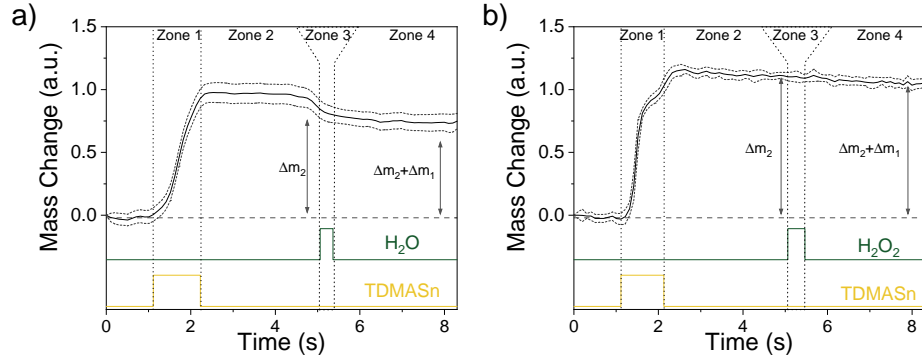 a)
Zone 1
Zone 2
Zone 3
Zone 4
1.5
1.0
0.5
0.0
Mass Change (a.u.)
Δm₂
Δm₂+Δm₁
H₂O
TDMASn
0
2
4
6
8
Time (s)
b)
Zone 1
Zone 2
Zone 3
Zone 4
1.5
1.0
0.5
0.0
Mass Change (a.u.)
Δm₂
Δm₂+Δm₁
H₂O₂
TDMASn
0
2
4
6
8
Time (s)